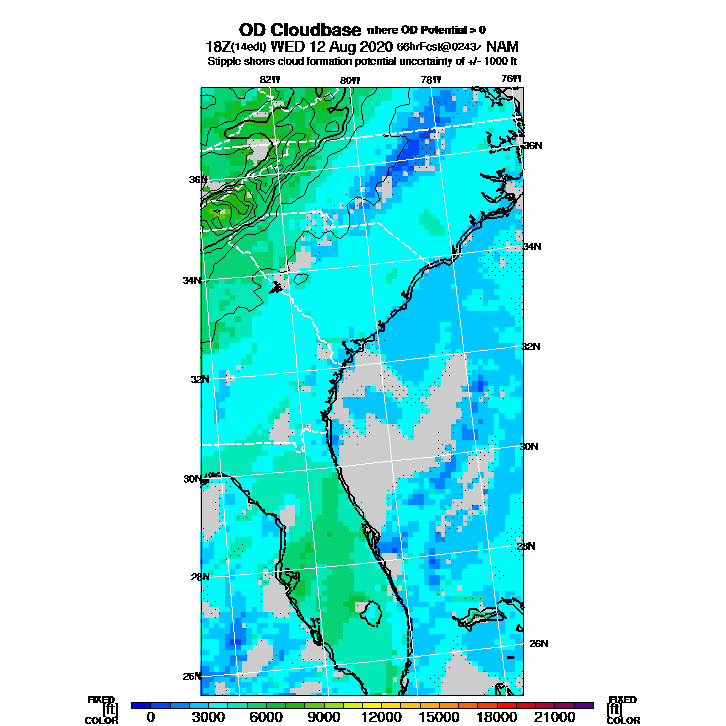 OD Cloudbase where OD Potential > 0
18Z(14edt) WED 12 Aug 2020 66hrFcst@0243z NAM
Stipple shows cloud formation potential uncertainty of +/- 1000 ft
82W 80W 78W 76W
36N
36N
34N
34N
32N
32N
30N
30N
28N
28N
26N
26N
FIXED FIXED
[ft] [ft]
COLOR COLOR
0 3000 6000 9000 12000 15000 18000 21000